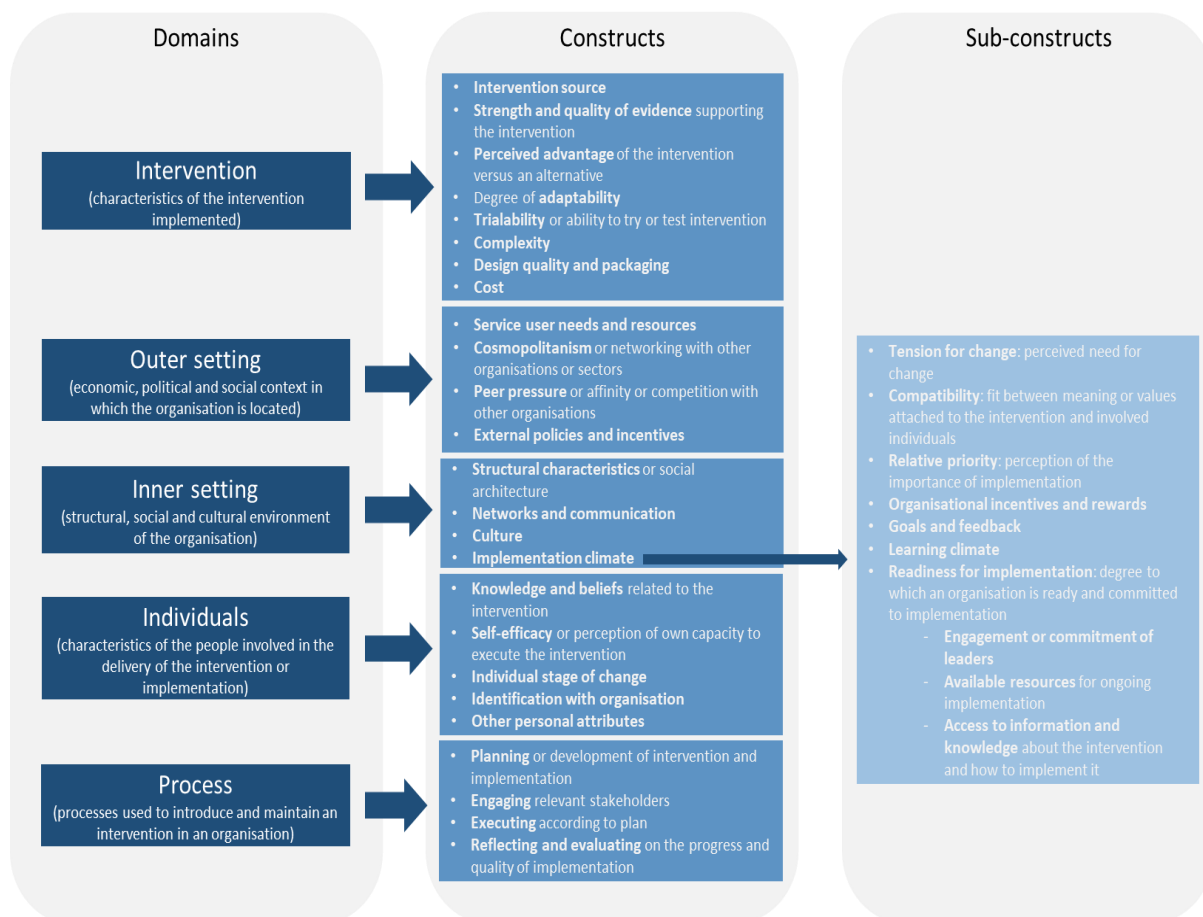 Domains
Intervention
(characteristics of the intervention
implemented)
Outer setting
(economic, political and social context in
which the organisation is located)
Inner setting
(structural, social and cultural environment
of the organisation)
Individuals
(characteristics of the people involved in the
delivery of the intervention or
implementation)
Process
(processes used to introduce and maintain an
intervention in an organisation)
Constructs
• Intervention source
• Strength and quality of evidence supporting
the intervention
• Perceived advantage of the intervention
versus an alternative
• Degree of adaptability
• Trialability or ability to try or test intervention
• Complexity
• Design quality and packaging
• Cost
• Service user needs and resources
• Cosmopolitanism or networking with other
organisations or sectors
• Peer pressure or affinity or competition with
other organisations
• External policies and incentives
• Structural characteristics or social
architecture
• Networks and communication
• Culture
• Implementation climate
• Knowledge and beliefs related to the
intervention
• Self-efficacy or perception of own capacity to
execute the intervention
• Individual stage of change
• Identification with organisation
• Other personal attributes
• Planning or development of intervention and
implementation
• Engaging relevant stakeholders
• Executing according to plan
• Reflecting and evaluating on the progress and
quality of implementation
Sub-constructs
• Tension for change: perceived need for
change
• Compatibility: fit between meaning or values
attached to the intervention and involved
individuals
• Relative priority: perception of the
importance of implementation
• Organisational incentives and rewards
• Goals and feedback
• Learning climate
• Readiness for implementation: degree to
which an organisation is ready and committed
to implementation
- Engagement or commitment of
leaders
- Available resources for ongoing
implementation
- Access to information and
knowledge about the intervention
and how to implement it